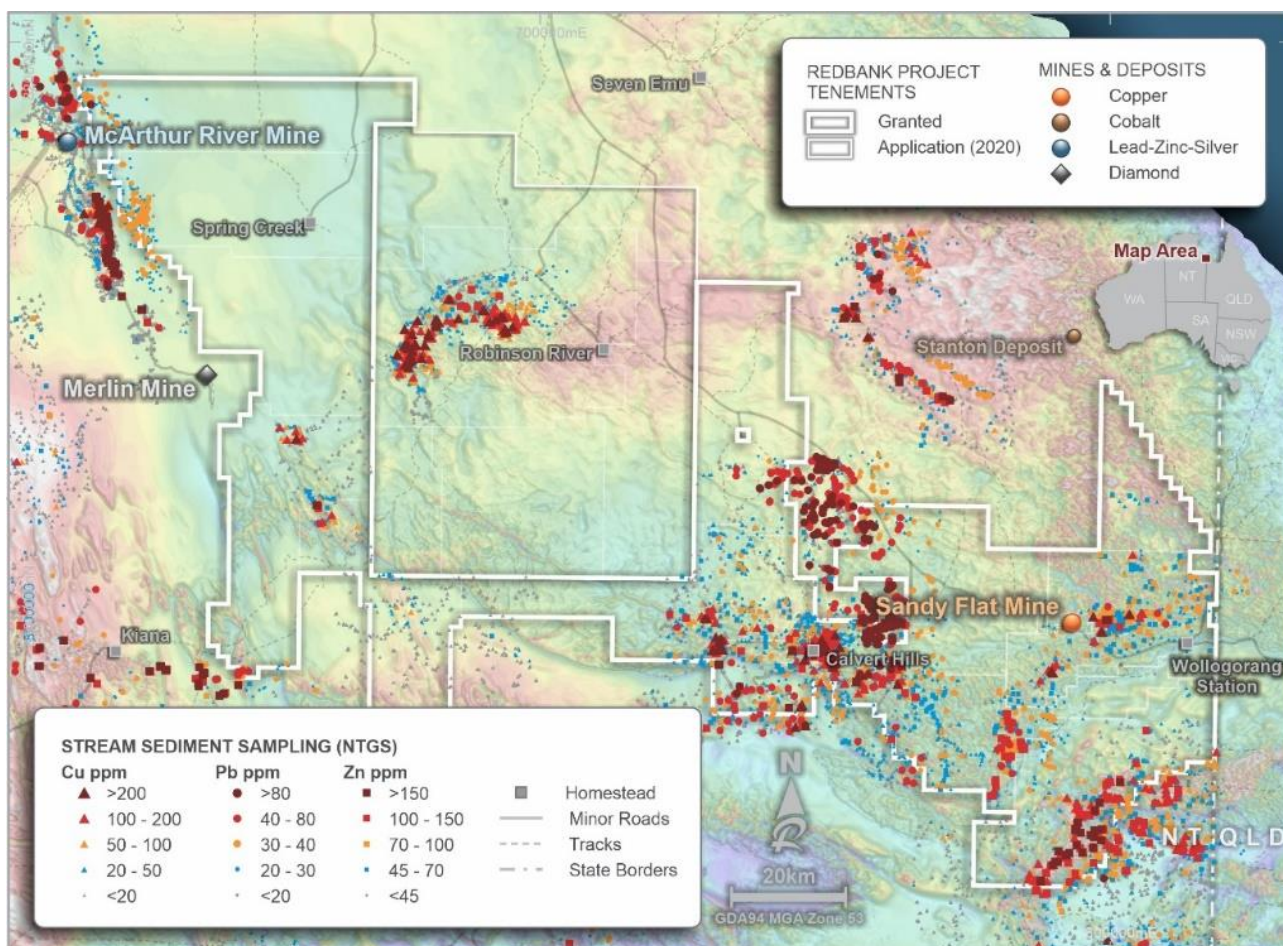 700000mE
Seven Emu
McArthur River Mine
Spring Creek
Robinson River
Merlin Mine
Stanton Deposit
Kiana
Sandy Flat Mine
Calvert Hills
Wollogorang
Station
REDBANK PROJECT
TENEMENTS
Granted
Application (2020)
MINES & DEPOSITS
Copper
Cobalt
Lead-Zinc-Silver
Diamond
Map Area
WA
NT
QLD
SA
NSW
STREAM SEDIMENT SAMPLING (NTGS)
Cu ppm Pb ppm Zn ppm
>200 >80 >150 Homestead
100 - 200 40 - 80 100 - 150 Minor Roads
50 - 100 30 - 40 70 - 100 Tracks
20 - 50 20 - 30 45 - 70 State Borders
<20 <20 <45
N
20km
GDA94 MGA Zone 53
NT QLD